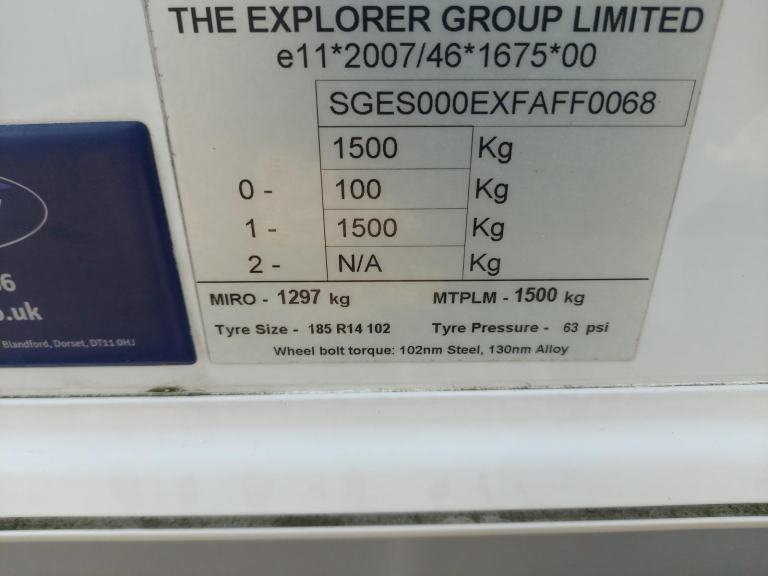 THE EXPLORER GROUP LIMITED
e11*2007/46*1675*00
SGES000EXFAFF0068
1500 Kg
0 - 100 Kg
1 - 1500 Kg
2 - N/A Kg
MIRO - 1297 kg MTPLM - 1500 kg
Tyre Size - 185 R14 102 Tyre Pressure - 63 psi
Wheel bolt torque: 102nm Steel, 130nm Alloy
6
.uk
Blandford, Dorset, DT11 0HJ